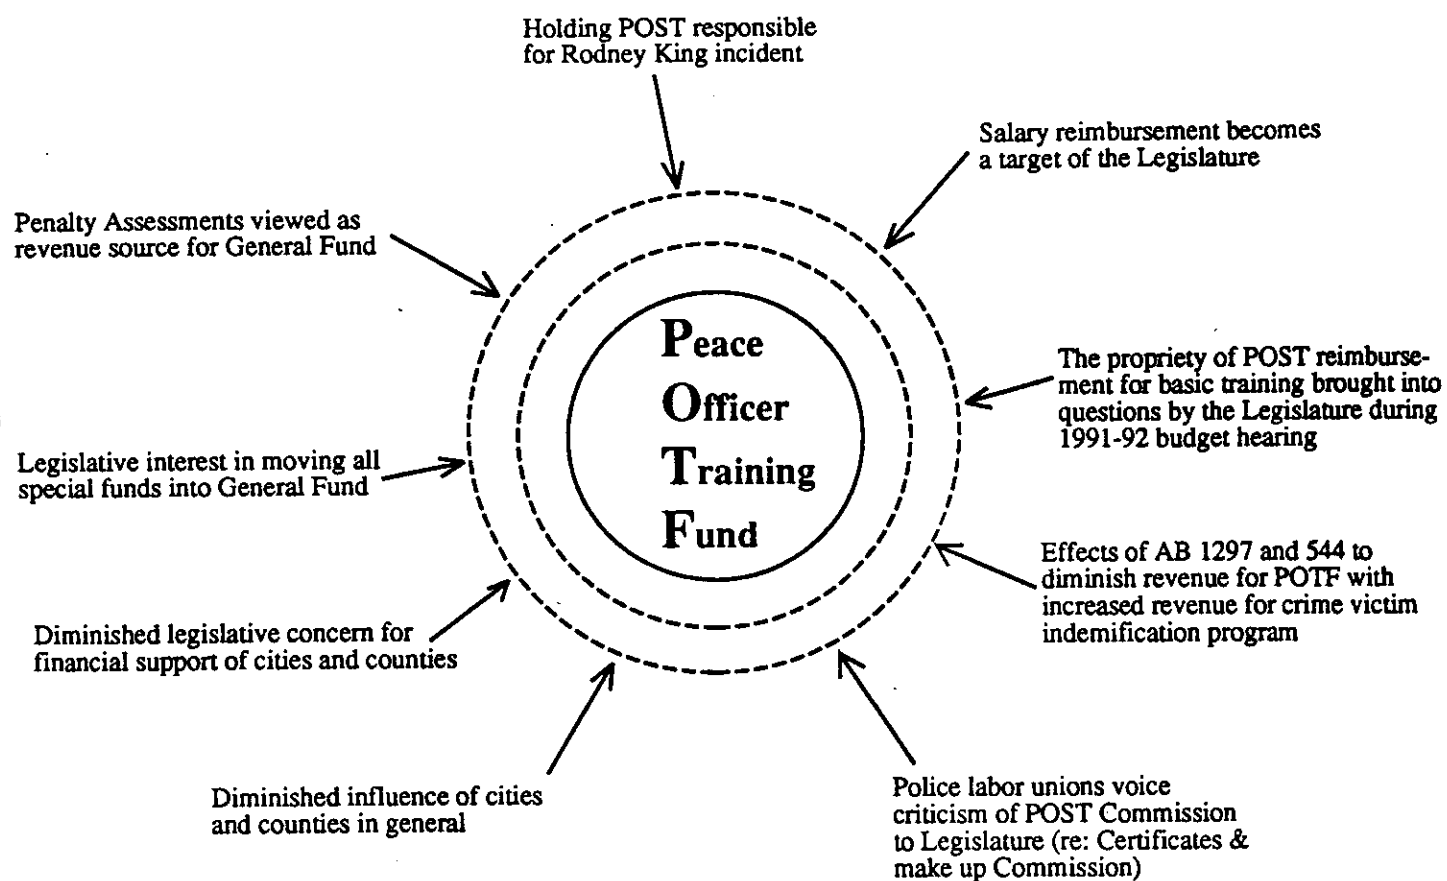 Holding POST responsible
for Rodney King incident
Salary reimbursement becomes
a target of the Legislature
Penalty Assessments viewed as
revenue source for General Fund
Peace
Officer
Training
Fund
The propriety of POST reimburse-
ment for basic training brought into
questions by the Legislature during
1991-92 budget hearing
Legislative interest in moving all
special funds into General Fund
Effects of AB 1297 and 544 to
diminish revenue for POTF with
increased revenue for crime victim
indemification program
Diminished legislative concern for
financial support of cities and counties
Diminished influence of cities
and counties in general
Police labor unions voice
criticism of POST Commission
to Legislature (re: Certificates &
make up Commission)